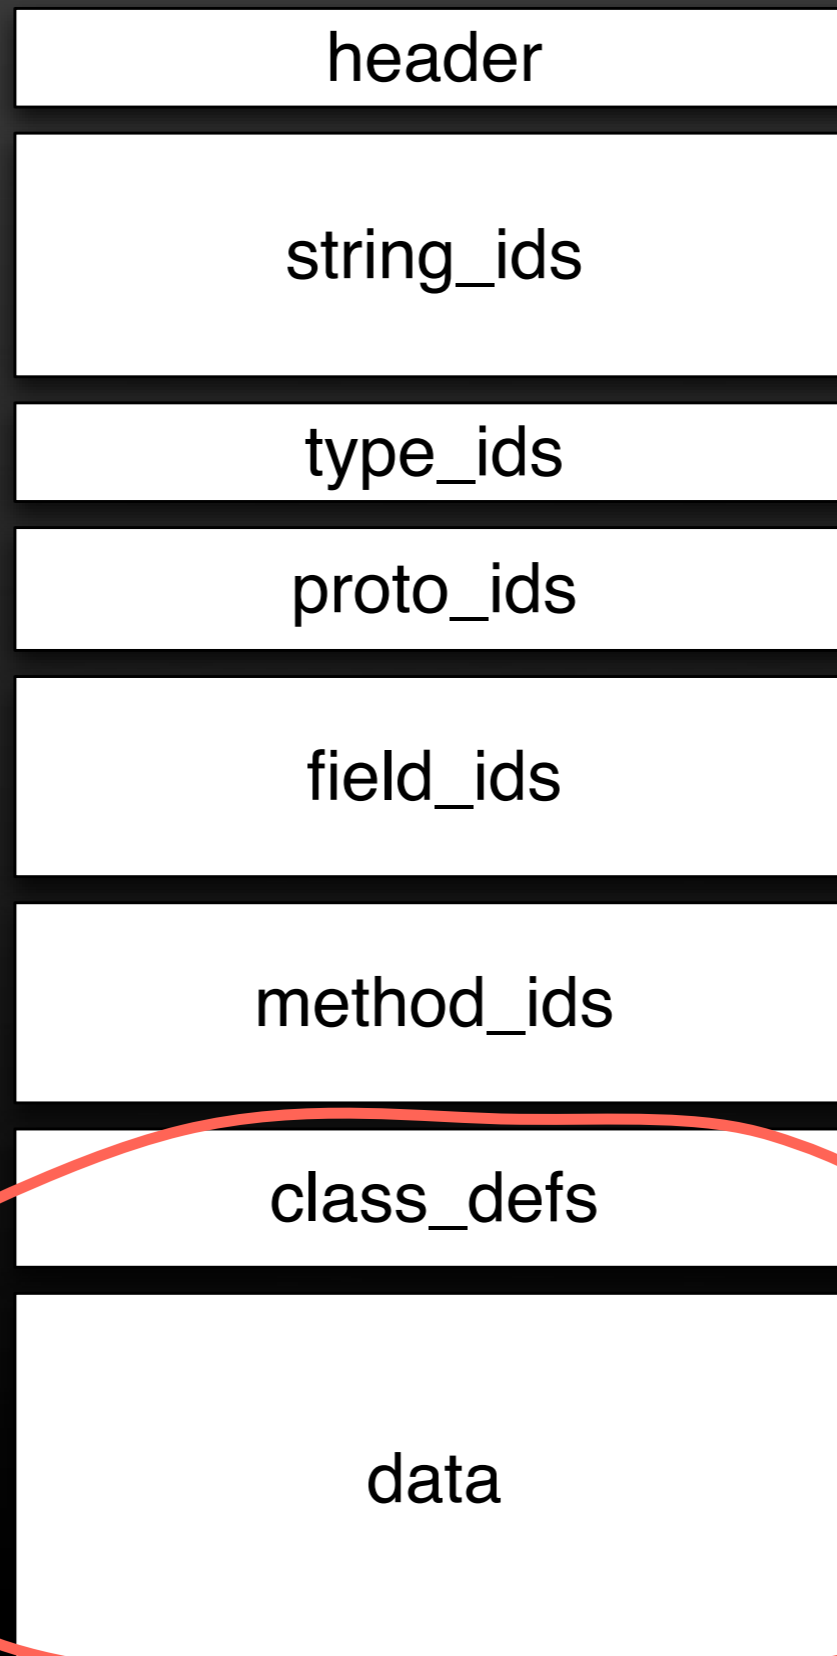 header
string_ids
type_ids
proto_ids
field_ids
method_ids
class_defs
data